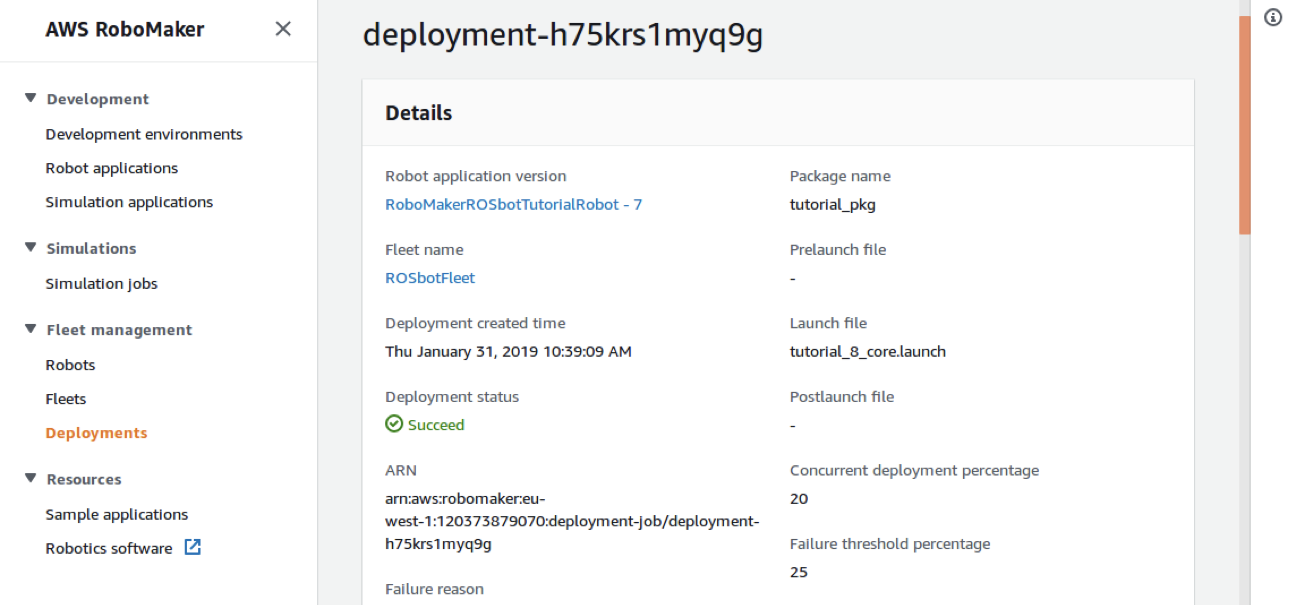 AWS RoboMaker
Development
Development environments
Robot applications
Simulation applications
Simulations
Simulation jobs
Fleet management
Robots
Fleets
Deployments
Resources
Sample applications
Robotics software
deployment-h75krs1myq9g
Details
Robot application version
RoboMakerROSbotTutorialRobot - 7
Fleet name
ROSbotFleet
Deployment created time
Thu January 31, 2019 10:39:09 AM
Deployment status
Succeed
ARN
arn:aws:robomaker:eu-
west-1:120373879070:deployment-job/deployment-
h75krs1myq9g
Failure reason
Package name
tutorial_pkg
Prelaunch file
-
Launch file
tutorial_8_core.launch
Postlaunch file
-
Concurrent deployment percentage
20
Failure threshold percentage
25